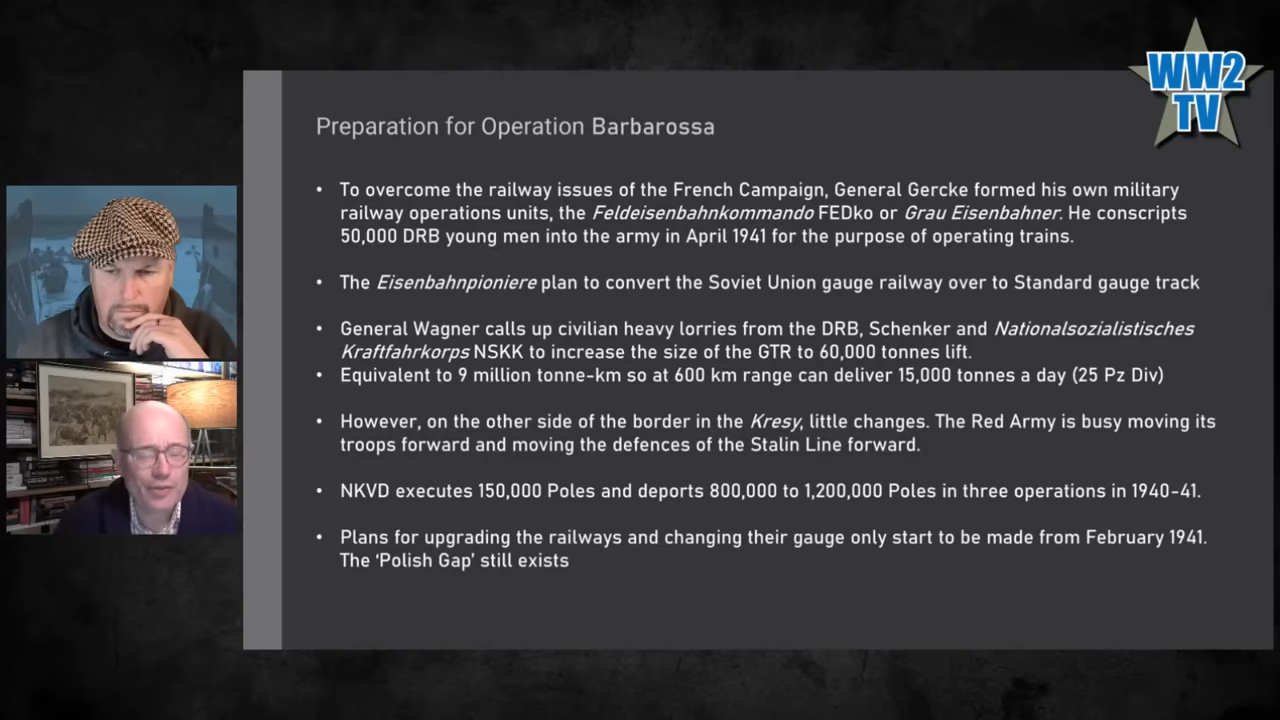 WW2
TV
Preparation for Operation Barbarossa
• To overcome the railway issues of the French Campaign, General Gercke formed his own military
railway operations units, the Feldeisenbahnkommando FEDko or Grau Eisenbahner. He conscripts
50,000 DRB young men into the army in April 1941 for the purpose of operating trains.
• The Eisenbahnpioniere plan to convert the Soviet Union gauge railway over to Standard gauge track
• General Wagner calls up civilian heavy lorries from the DRB, Schenker and Nationalsozialistisches
Kraftfahrkorps NSKK to increase the size of the GTR to 60,000 tonnes lift.
• Equivalent to 9 million tonne-km so at 600 km range can deliver 15,000 tonnes a day (25 Pz Div)
• However, on the other side of the border in the Kresy, little changes. The Red Army is busy moving its
troops forward and moving the defences of the Stalin Line forward.
• NKVD executes 150,000 Poles and deports 800,000 to 1,200,000 Poles in three operations in 1940-41.
• Plans for upgrading the railways and changing their gauge only start to be made from February 1941.
The ‘Polish Gap’ still exists